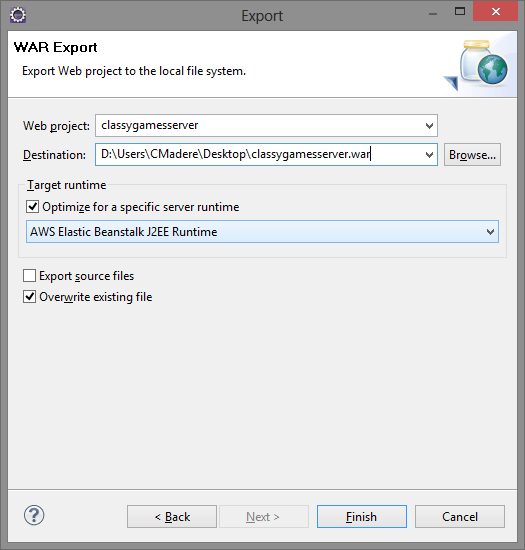 Export
WAR Export
Export Web project to the local file system.
Web project: classygamesserver
Destination: D:\Users\CMadere\Desktop\classygamesserver.war Browse...
Target runtime
Optimize for a specific server runtime
AWS Elastic Beanstalk J2EE Runtime
Export source files
Overwrite existing file
? < Back Next > Finish Cancel